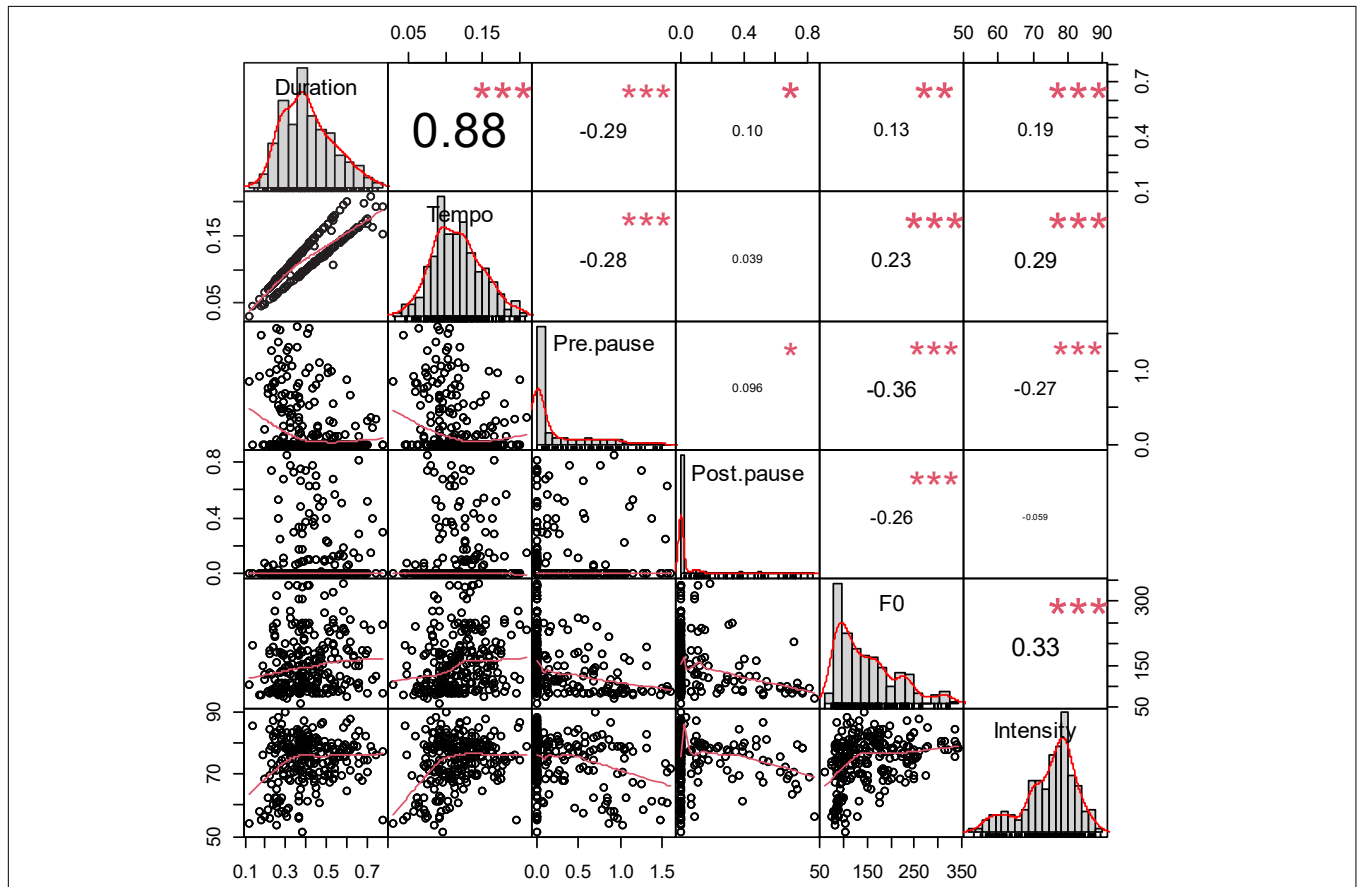 0.05 0.15 0.0 0.4 0.8 50 60 70 80 90
Duration *** *** * ** *** 0.7
0.88 -0.29 0.10 0.13 0.19 0.4
0.1
Tempo *** *** ***
0.15 -0.28 0.039 0.23 0.29
0.05
Pre.pause * *** ***
0.096 -0.36 -0.27 1.0
0.0
0.8 Post.pause ***
0.4 -0.26 -0.059
0.0
F0 *** 300
0.33 150
50
90 Intensity
70
50
0.1 0.3 0.5 0.7 0.0 0.5 1.0 1.5 50 150 250 350